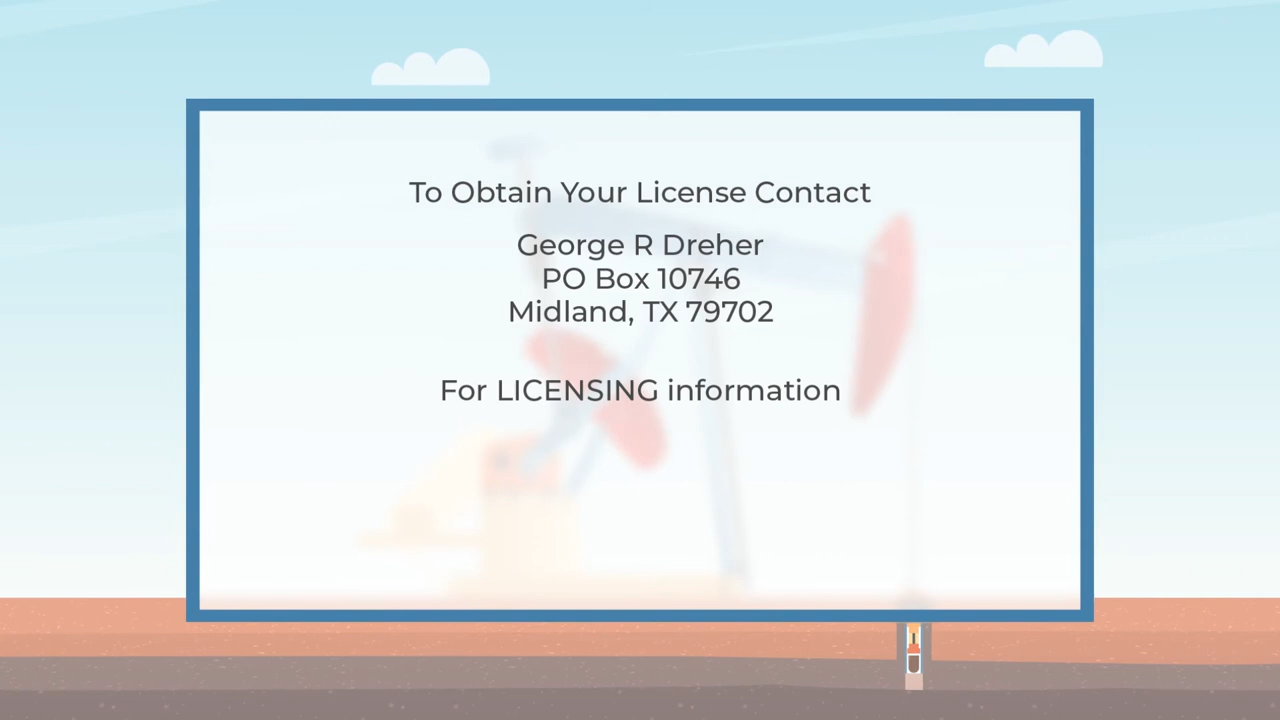 To Obtain Your License Contact
George R Dreher
PO Box 10746
Midland, TX 79702
For LICENSING information